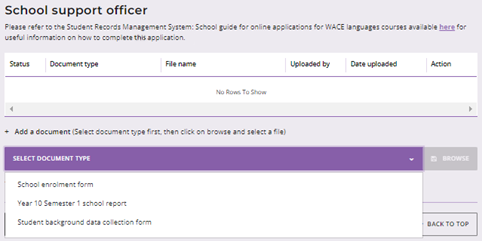 School support officer
Please refer to the Student Records Management System: School guide for online applications for WACE languages courses available here for
useful information on how to complete this application.
Status Document type File name Uploaded by Date uploaded Action
No Rows To Show
+ Add a document (Select document type first, then click on browse and select a file)
SELECT DOCUMENT TYPE BROWSE
School enrolment form
Year 10 Semester 1 school report
Student background data collection form
BACK TO TOP